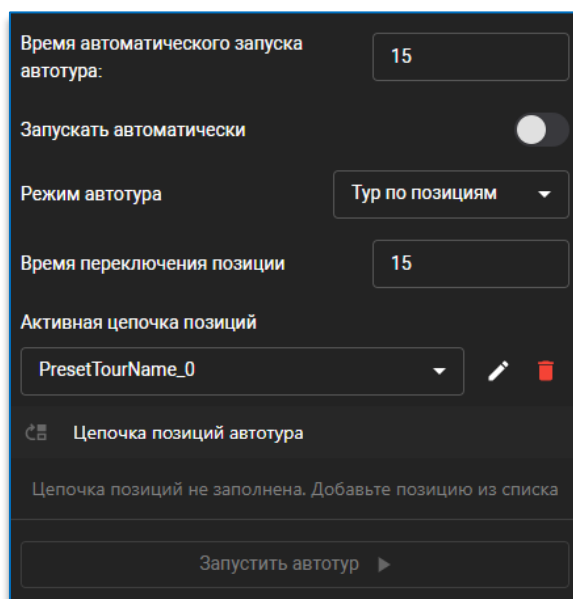 Время автоматического запуска
автотура:
15
Запускать автоматически
Режим автотура
Тур по позициям
Время переключения позиции
15
Активная цепочка позиций
PresetTourName_0
Цепочка позиций автотура
Цепочка позиций не заполнена. Добавьте позицию из списка
Запустить автотур